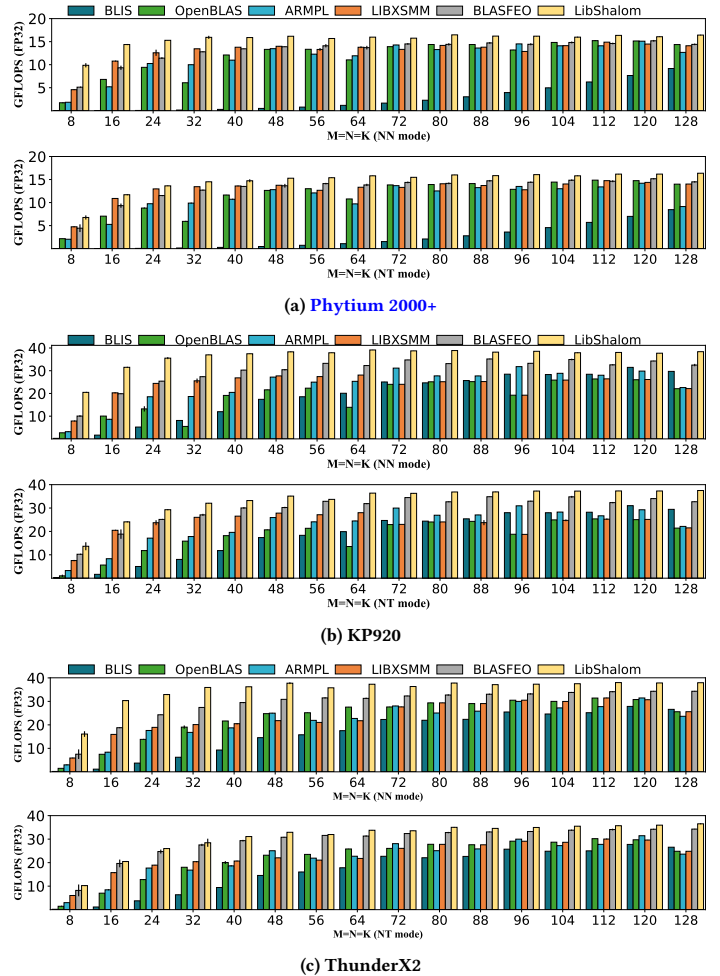 BLIS OpenBLAS ARMPL LIBXSMM BLASFEO LibShalom
GFLOPS (FP32)
20
15
10
5
8 16 24 32 40 48 56 64 72 80 88 96 104 112 120 128
M=N=K (NN mode)
GFLOPS (FP32)
20
15
10
5
8 16 24 32 40 48 56 64 72 80 88 96 104 112 120 128
M=N=K (NT mode)
(a) Phytium 2000+
BLIS OpenBLAS ARMPL LIBXSMM BLASFEO LibShalom
GFLOPS (FP32)
40
30
20
10
8 16 24 32 40 48 56 64 72 80 88 96 104 112 120 128
M=N=K (NN mode)
GFLOPS (FP32)
40
30
20
10
8 16 24 32 40 48 56 64 72 80 88 96 104 112 120 128
M=N=K (NT mode)
(b) KP920
BLIS OpenBLAS ARMPL LIBXSMM BLASFEO LibShalom
GFLOPS (FP32)
40
30
20
10
8 16 24 32 40 48 56 64 72 80 88 96 104 112 120 128
M=N=K (NN mode)
GFLOPS (FP32)
40
30
20
10
8 16 24 32 40 48 56 64 72 80 88 96 104 112 120 128
M=N=K (NT mode)
(c) ThunderX2